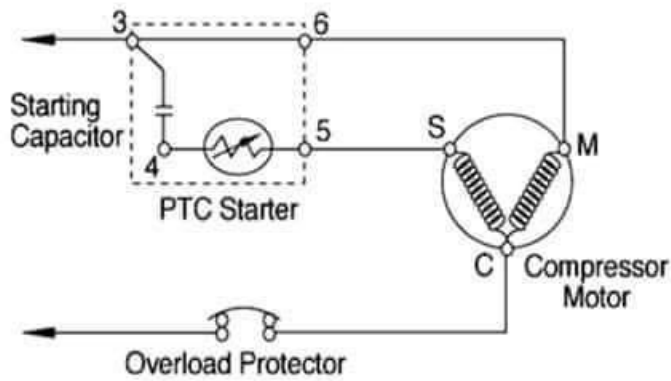 3
6
Starting
Capacitor
4
5
S
M
PTC Starter
C
Compressor
Motor
Overload Protector